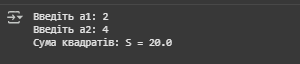 Введіть a1: 2
Введіть a2: 4
Сума квадратів: S = 20.0